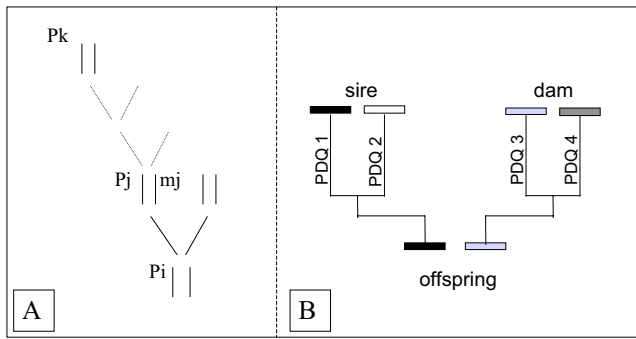 Pk
Pj mj
Pi
A
sire dam
PDQ 1
PDQ 2
PDQ 3
PDQ 4
offspring
B